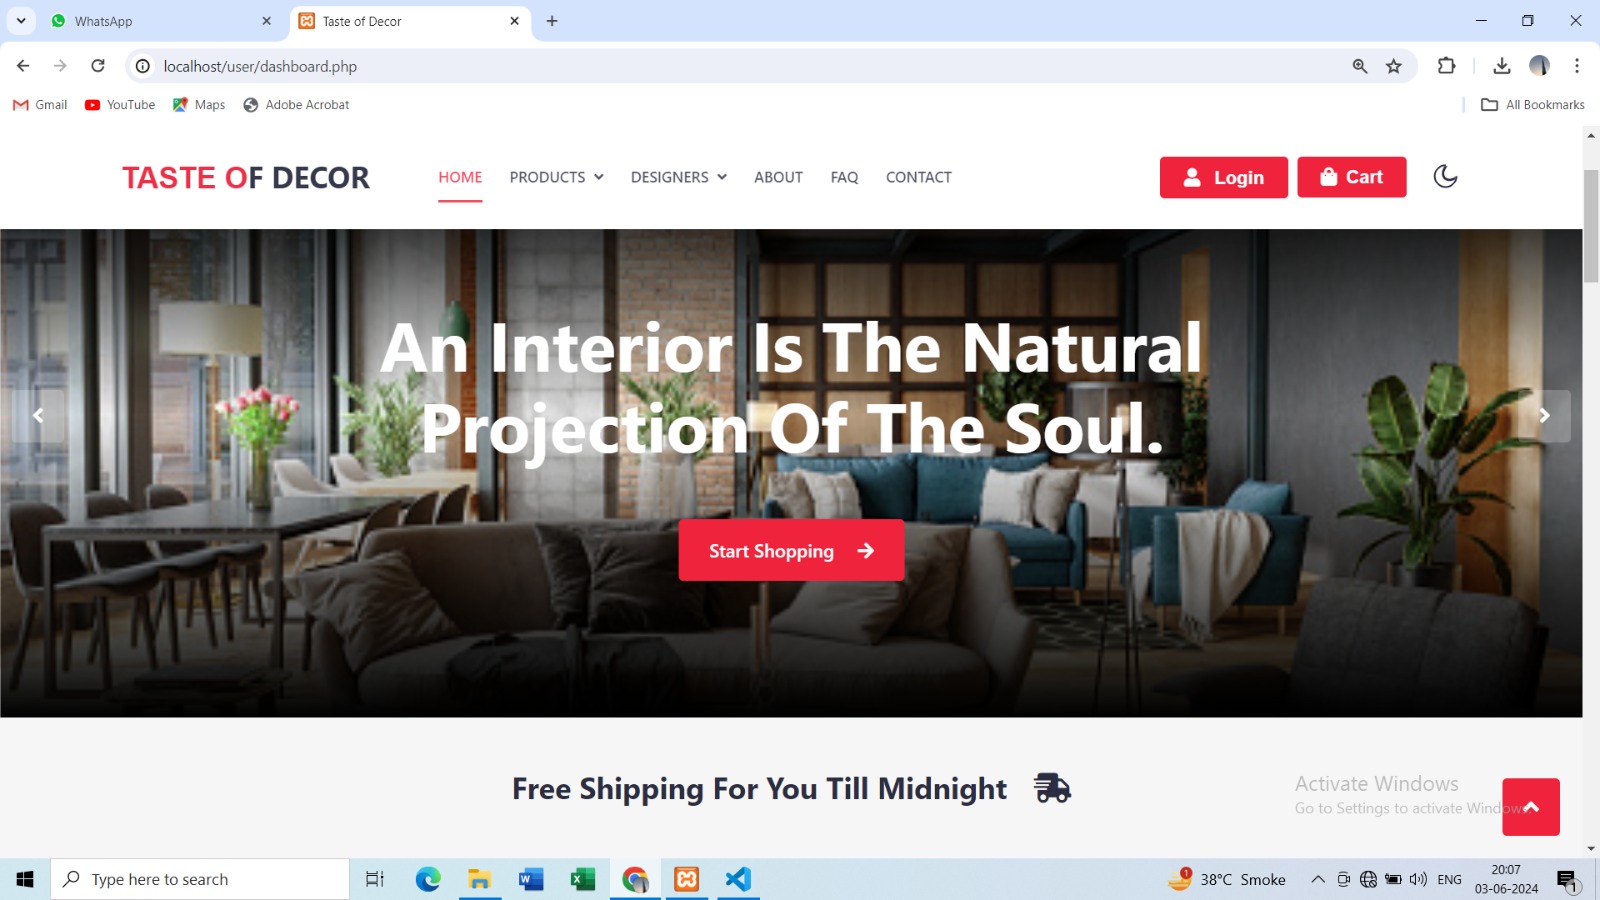 WhatsApp
Taste of Decor
localhost/user/dashboard.php
Gmail
YouTube
Maps
Adobe Acrobat
All Bookmarks
TASTE OF DECOR
HOME
PRODUCTS
DESIGNERS
ABOUT
FAQ
CONTACT
Login
Cart
An Interior Is The Natural
Projection Of The Soul.
Start Shopping
Free Shipping For You Till Midnight
Activate Windows
Go to Settings to activate Windows.
Type here to search
1
38°C Smoke
ENG
20:07
03-06-2024
1